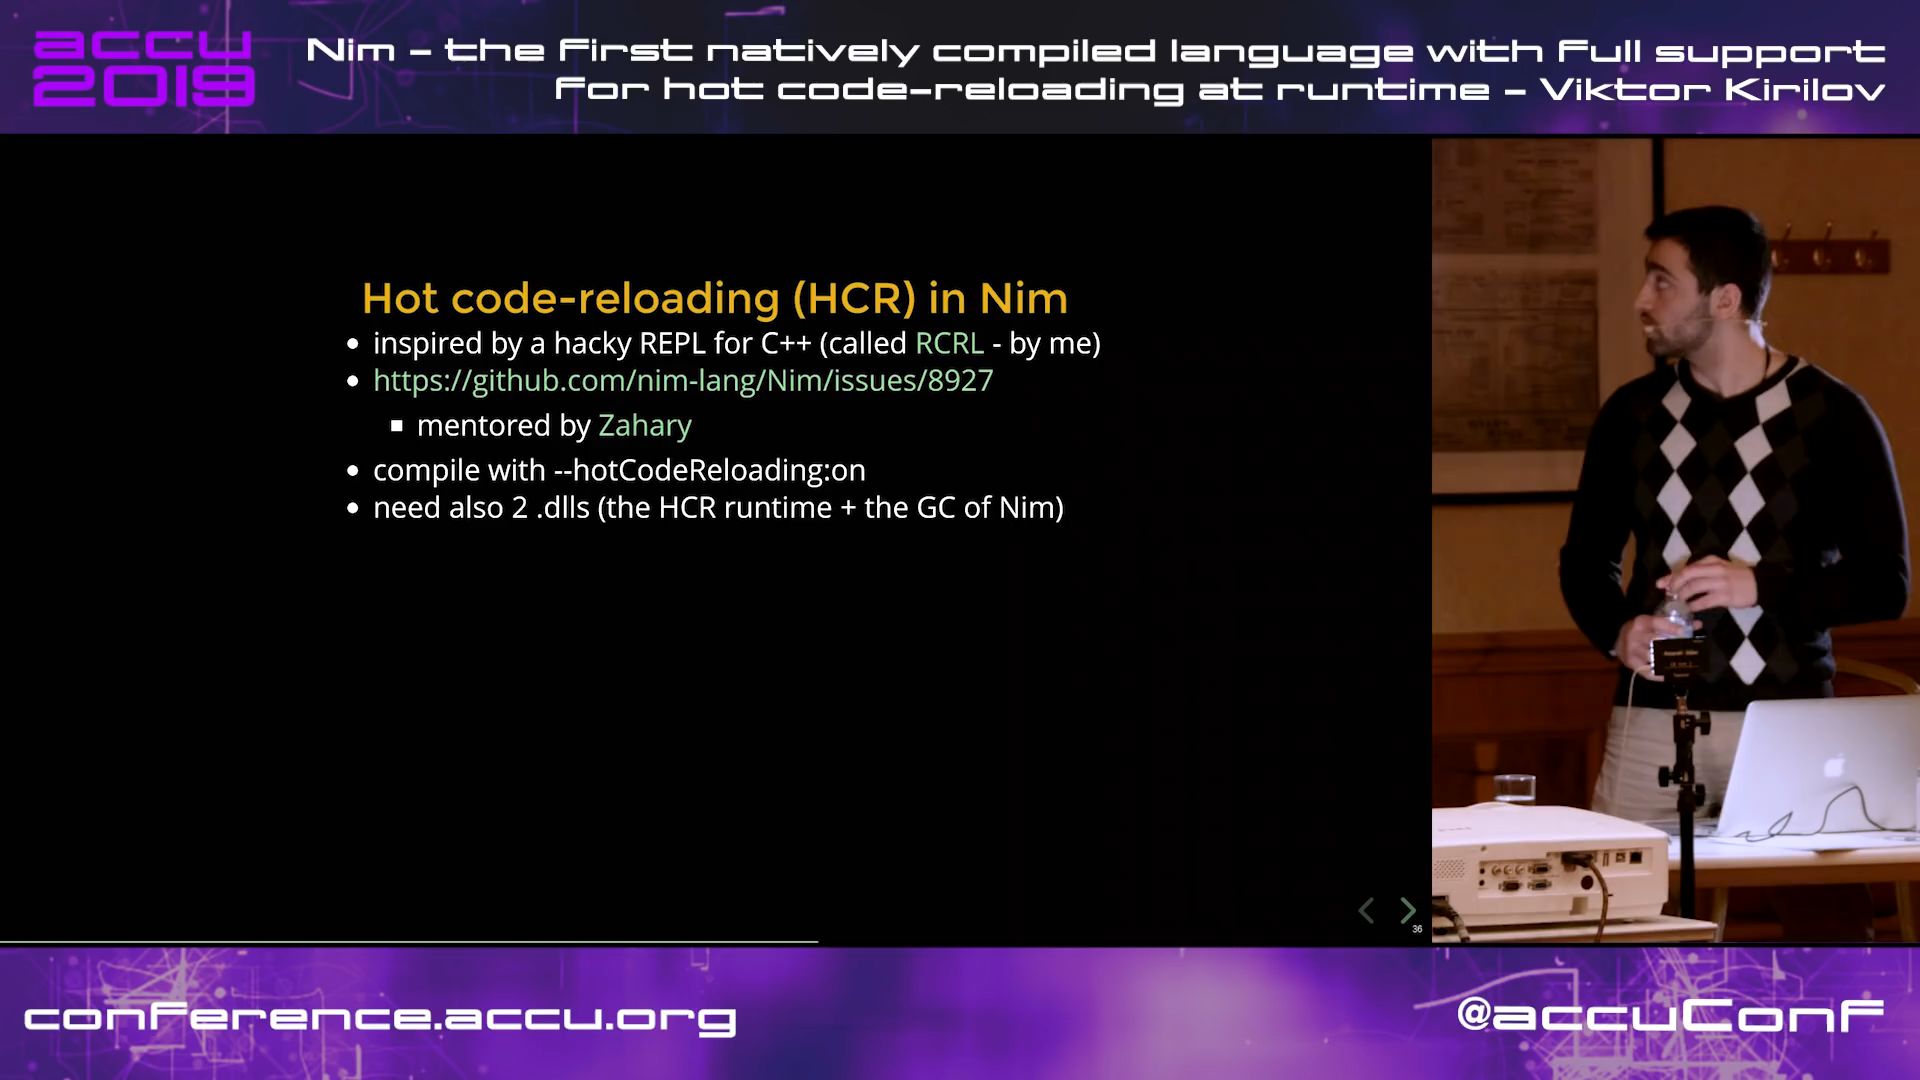 accu
2019
Nim – the first natively compiled language with full support
for hot code-reloading at runtime – Viktor Kirilov
Hot code-reloading (HCR) in Nim
inspired by a hacky REPL for C++ (called RCRL - by me)
https://github.com/nim-lang/Nim/issues/8927
mentored by Zahary
compile with --hotCodeReloading:on
need also 2 .dlls (the HCR runtime + the GC of Nim)
36
conference.accu.org
@accuConf